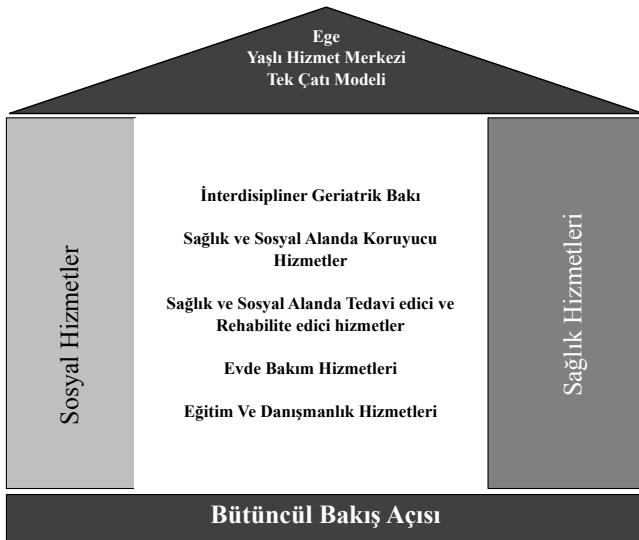 Ege
Yaşlı Hizmet Merkezi
Tek Çatı Modeli
Sosyal Hizmetler
İnterdisipliner Geriatrik Bakı
Sağlık ve Sosyal Alanda Koruyucu
Hizmetler
Sağlık ve Sosyal Alanda Tedavi edici ve
Rehabilite edici hizmetler
Evde Bakım Hizmetleri
Eğitim Ve Danışmanlık Hizmetleri
Sağlık Hizmetleri
Bütüncül Bakış Açısı